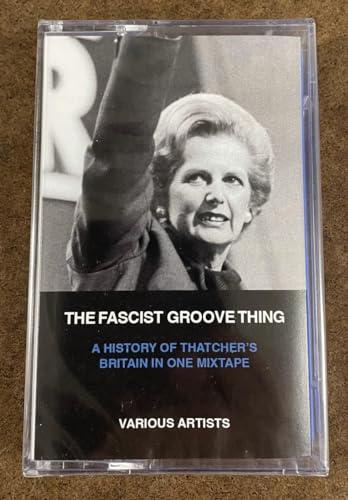 R
THE FASCIST GROOVE THING
A HISTORY OF THATCHER'S
BRITAIN IN ONE MIXTAPE
VARIOUS ARTISTS